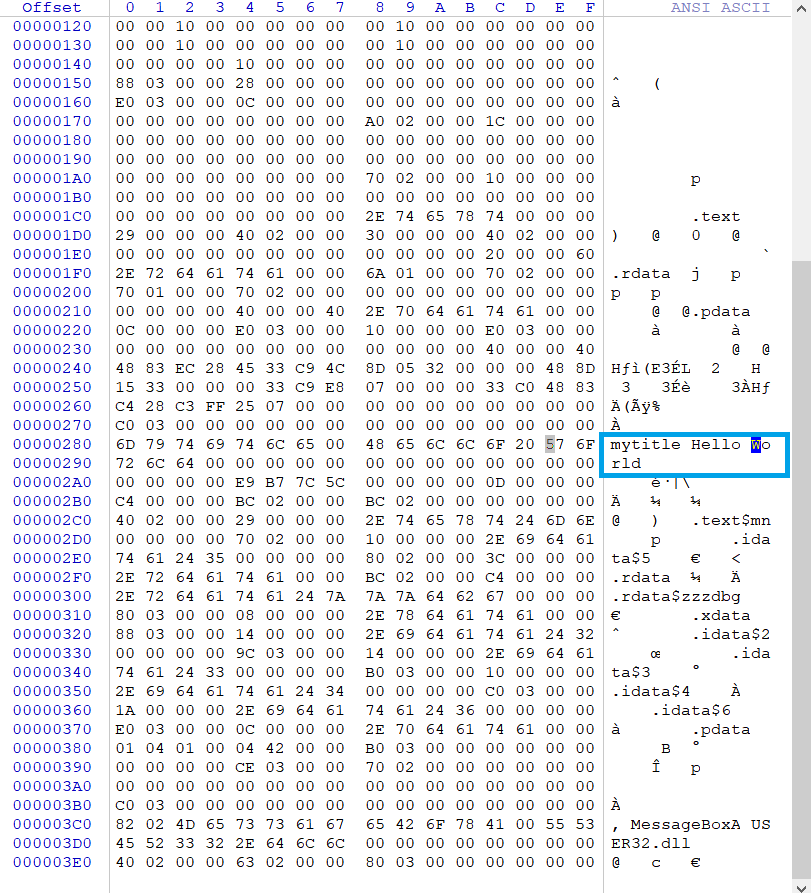 Offset 0 1 2 3 4 5 6 7 8 9 A B C D E F ANSI ASCII
00000120 00 00 10 00 00 00 00 00 00 10 00 00 00 00 00 00
00000130 00 00 10 00 00 00 00 00 00 10 00 00 00 00 00 00
00000140 00 00 00 00 10 00 00 00 00 00 00 00 00 00 00 00
00000150 88 03 00 00 28 00 00 00 00 00 00 00 00 00 00 00 ˆ (
00000160 E0 03 00 00 0C 00 00 00 00 00 00 00 00 00 00 00 à
00000170 00 00 00 00 00 00 00 00 A0 02 00 00 1C 00 00 00
00000180 00 00 00 00 00 00 00 00 00 00 00 00 00 00 00 00
00000190 00 00 00 00 00 00 00 00 00 00 00 00 00 00 00 00
000001A0 00 00 00 00 00 00 00 00 70 02 00 00 10 00 00 00 p
000001B0 00 00 00 00 00 00 00 00 00 00 00 00 00 00 00 00
000001C0 00 00 00 00 00 00 00 00 2E 74 65 78 74 00 00 00 .text
000001D0 29 00 00 00 40 02 00 00 30 00 00 00 40 02 00 00 ) @ 0 @
000001E0 00 00 00 00 00 00 00 00 00 00 00 00 20 00 00 60 `
000001F0 2E 72 64 61 74 61 00 00 6A 01 00 00 70 02 00 00 .rdata j p
00000200 70 01 00 00 70 02 00 00 00 00 00 00 00 00 00 00 p p
00000210 00 00 00 00 40 00 00 40 2E 70 64 61 74 61 00 00 @ @.pdata
00000220 0C 00 00 00 E0 03 00 00 10 00 00 00 E0 03 00 00 à à
00000230 00 00 00 00 00 00 00 00 00 00 00 00 40 00 00 40 @ @
00000240 48 83 EC 28 45 33 C9 4C 8D 05 32 00 00 00 48 8D Hƒì(E3ÉL 2 H
00000250 15 33 00 00 00 33 C9 E8 07 00 00 00 33 C0 48 83 3 3Éè 3ÀHƒ
00000260 C4 28 C3 FF 25 07 00 00 00 00 00 00 00 00 00 00 Ä(Ãÿ%
00000270 C0 03 00 00 00 00 00 00 00 00 00 00 00 00 00 00 À
00000280 6D 79 74 69 74 6C 65 00 48 65 6C 6C 6F 20 57 6F mytitle Hello Wo
00000290 72 6C 64 00 00 00 00 00 00 00 00 00 00 00 00 00 rld
000002A0 00 00 00 00 E9 B7 7C 5C 00 00 00 00 0D 00 00 00 é·|\
000002B0 C4 00 00 00 BC 02 00 00 BC 02 00 00 00 00 00 00 Ä ¼ ¼
000002C0 40 02 00 00 29 00 00 00 2E 74 65 78 74 24 6D 6E @ ) .text$mn
000002D0 00 00 00 00 70 02 00 00 10 00 00 00 2E 69 64 61 p .ida
000002E0 74 61 24 35 00 00 00 00 80 02 00 00 3C 00 00 00 ta$5 € <
000002F0 2E 72 64 61 74 61 00 00 BC 02 00 00 C4 00 00 00 .rdata ¼ Ä
00000300 2E 72 64 61 74 61 24 7A 7A 7A 64 62 67 00 00 00 .rdata$zzzdbg
00000310 80 03 00 00 08 00 00 00 2E 78 64 61 74 61 00 00 € .xdata
00000320 88 03 00 00 14 00 00 00 2E 69 64 61 74 61 24 32 ˆ .idata$2
00000330 00 00 00 00 9C 03 00 00 14 00 00 00 2E 69 64 61 œ .ida
00000340 74 61 24 33 00 00 00 00 B0 03 00 00 10 00 00 00 ta$3 °
00000350 2E 69 64 61 74 61 24 34 00 00 00 00 C0 03 00 00 .idata$4 À
00000360 1A 00 00 00 2E 69 64 61 74 61 24 36 00 00 00 00 .idata$6
00000370 E0 03 00 00 0C 00 00 00 2E 70 64 61 74 61 00 00 à .pdata
00000380 01 04 01 00 04 42 00 00 B0 03 00 00 00 00 00 00 B °
00000390 00 00 00 00 CE 03 00 00 70 02 00 00 00 00 00 00 Î p
000003A0 00 00 00 00 00 00 00 00 00 00 00 00 00 00 00 00
000003B0 C0 03 00 00 00 00 00 00 00 00 00 00 00 00 00 00 À
000003C0 82 02 4D 65 73 73 61 67 65 42 6F 78 41 00 55 53 ‚ MessageBoxA US
000003D0 45 52 33 32 2E 64 6C 6C 00 00 00 00 00 00 00 00 ER32.dll
000003E0 40 02 00 00 63 02 00 00 80 03 00 00 00 00 00 00 @ c €